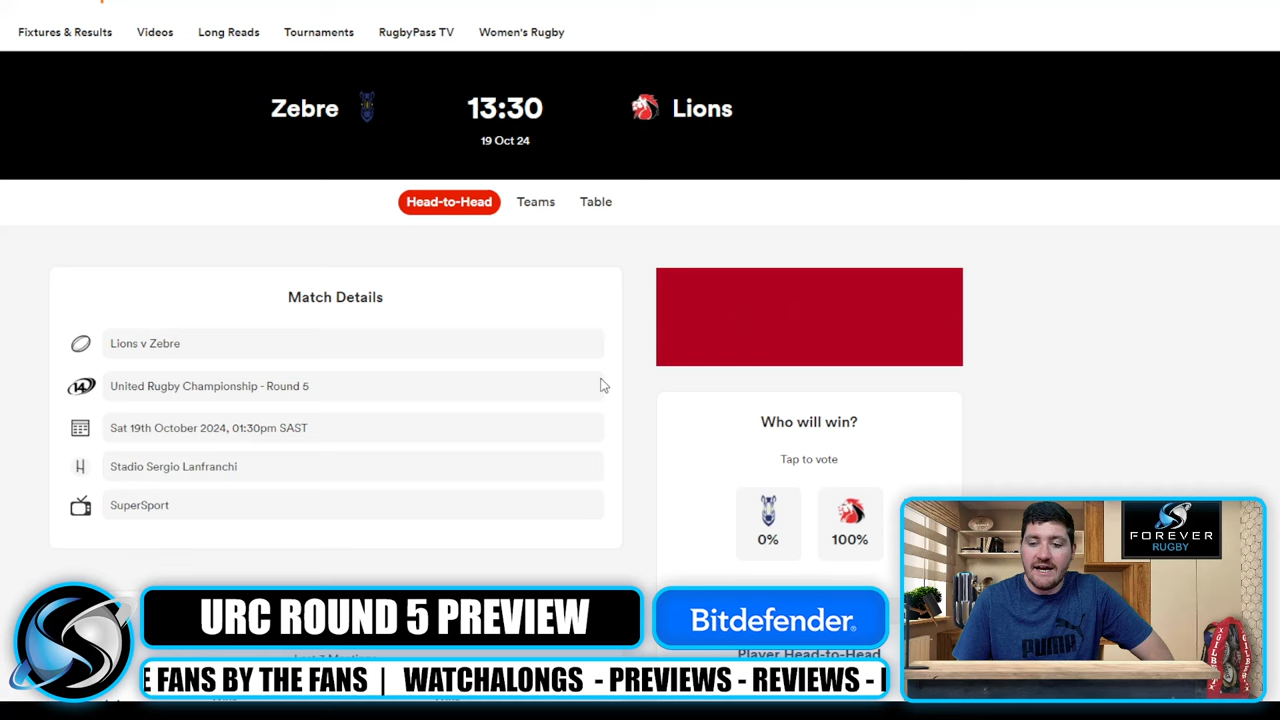 Fixtures & Results Videos Long Reads Tournaments RugbyPass TV Women's Rugby
Zebre 13:30 Lions
19 Oct 24
Head-to-Head Teams Table
Match Details
Lions v Zebre
14 United Rugby Championship - Round 5
Sat 19th October 2024, 01:30pm SAST
Stadio Sergio Lanfranchi
SuperSport
Who will win?
Tap to vote
0% 100%
FOREVER
RUGBY
PUMA
URC ROUND 5 PREVIEW
Bitdefender
Player Head-to-Head
E FANS BY THE FANS | WATCHALONGS - PREVIEWS - REVIEWS -